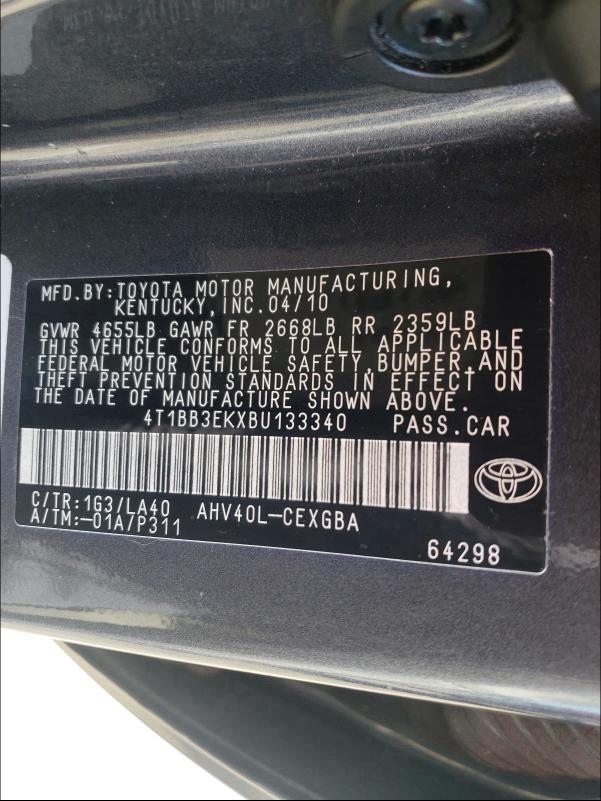 MFD.BY:TOYOTA MOTOR MANUFACTURING,
KENTUCKY,INC.04/10
GVWR 4655LB GAWR FR 2668LB RR 2359LB
THIS VEHICLE CONFORMS TO ALL APPLICABLE
FEDERAL MOTOR VEHICLE SAFETY,BUMPER,AND
THEFT PREVENTION STANDARDS IN EFFECT ON
THE DATE OF MANUFACTURE SHOWN ABOVE.
4T1BB3EKXBU133340 PASS.CAR
C/TR:1G3/LA40 AHV40L-CEXGBA
A/TM:-01A/P311
64298